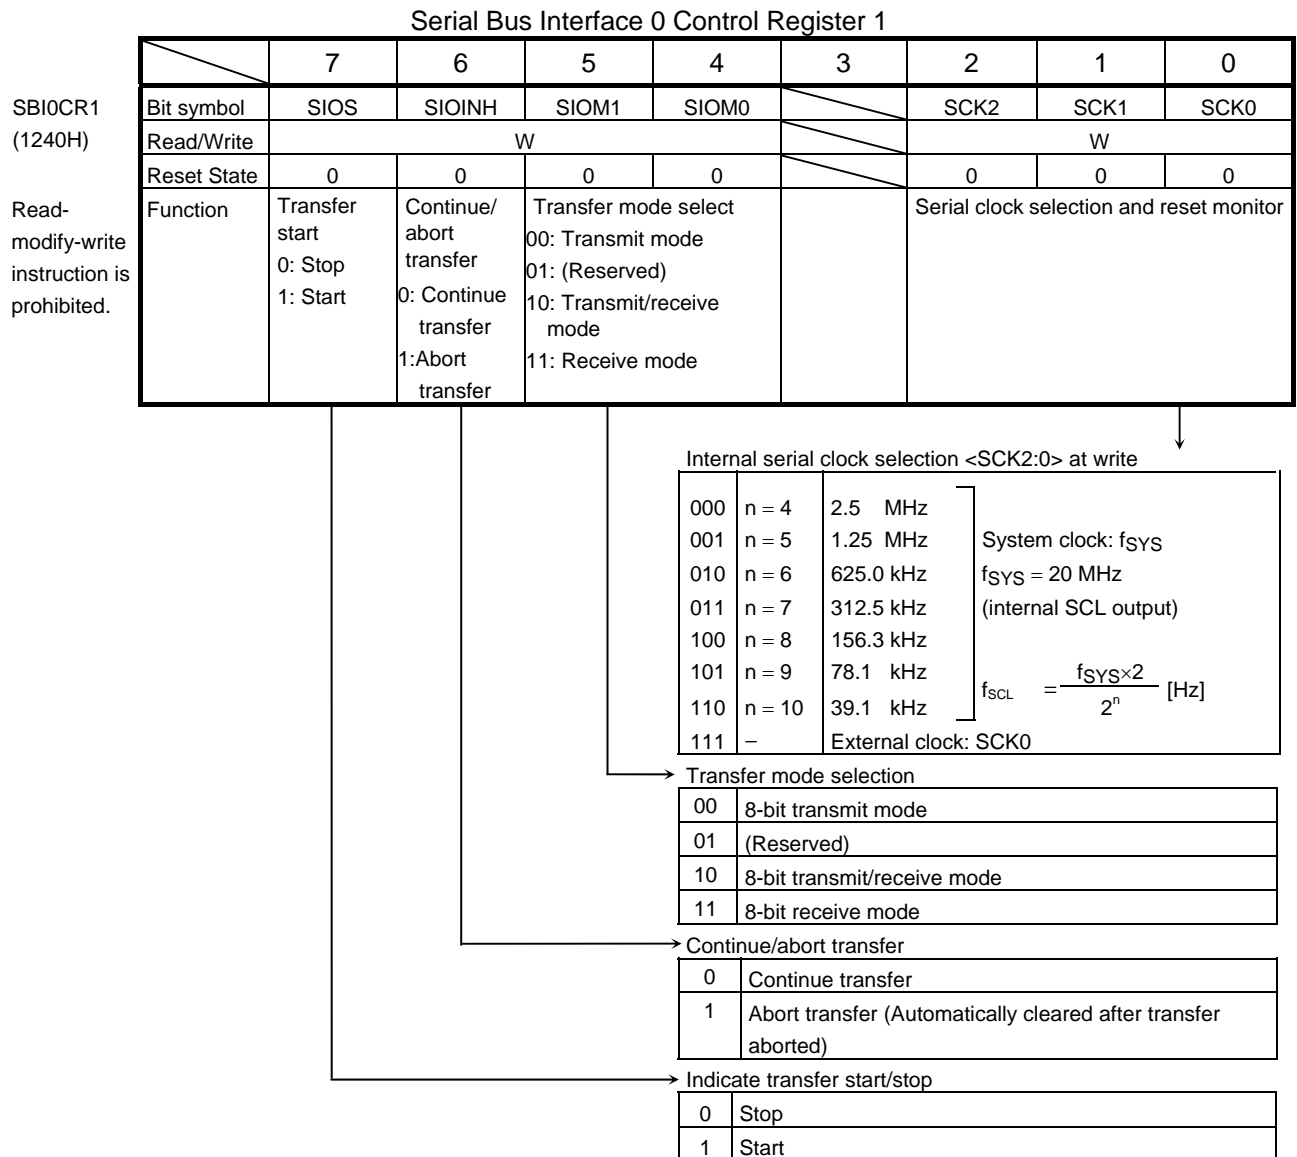 Serial Bus Interface 0 Control Register 1
7 6 5 4 3 2 1 0
SBI0CR1
(1240H)
Read-
modify-write
instruction is
prohibited.
Bit symbol SIOS SIOINH SIOM1 SIOM0 SCK2 SCK1 SCK0
Read/Write W W
Reset State 0 0 0 0 0 0 0
Function
Transfer
start
0: Stop
1: Start
Continue/
abort
transfer
0: Continue
transfer
1:Abort
transfer
Transfer mode select
00: Transmit mode
01: (Reserved)
10: Transmit/receive
mode
11: Receive mode
Serial clock selection and reset monitor
Internal serial clock selection <SCK2:0> at write
000 n = 4 2.5 MHz
001 n = 5 1.25 MHz
010 n = 6 625.0 kHz
011 n = 7 312.5 kHz
100 n = 8 156.3 kHz
101 n = 9 78.1 kHz
110 n = 10 39.1 kHz
111 − External clock: SCK0
System clock: fSYS
fSYS = 20 MHz
(internal SCL output)
fSCL = fSYS×2 / 2^n [Hz]
Transfer mode selection
00 8-bit transmit mode
01 (Reserved)
10 8-bit transmit/receive mode
11 8-bit receive mode
Continue/abort transfer
0 Continue transfer
1 Abort transfer (Automatically cleared after transfer
aborted)
Indicate transfer start/stop
0 Stop
1 Start